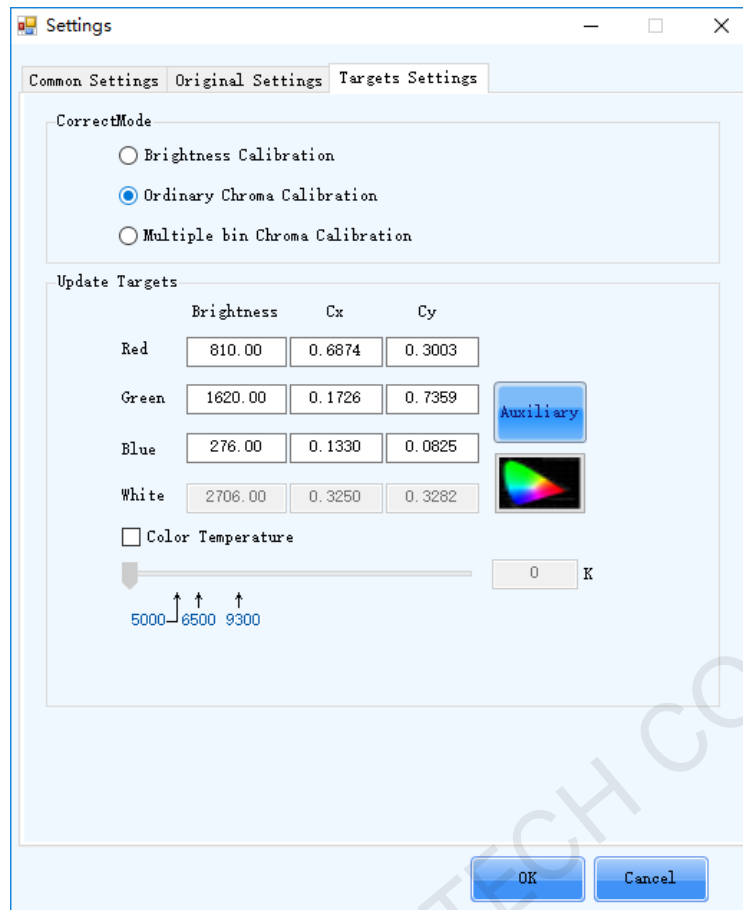 Settings
Common Settings Original Settings Targets Settings
CorrectMode
Brightness Calibration
Ordinary Chroma Calibration
Multiple bin Chroma Calibration
Update Targets
Brightness Cx Cy
Red 810.00 0.6874 0.3003
Green 1620.00 0.1726 0.7359
Auxiliary
Blue 276.00 0.1330 0.0825
White 2706.00 0.3250 0.3282
Color Temperature
0 K
5000 6500 9300
TECH CO
OK Cancel